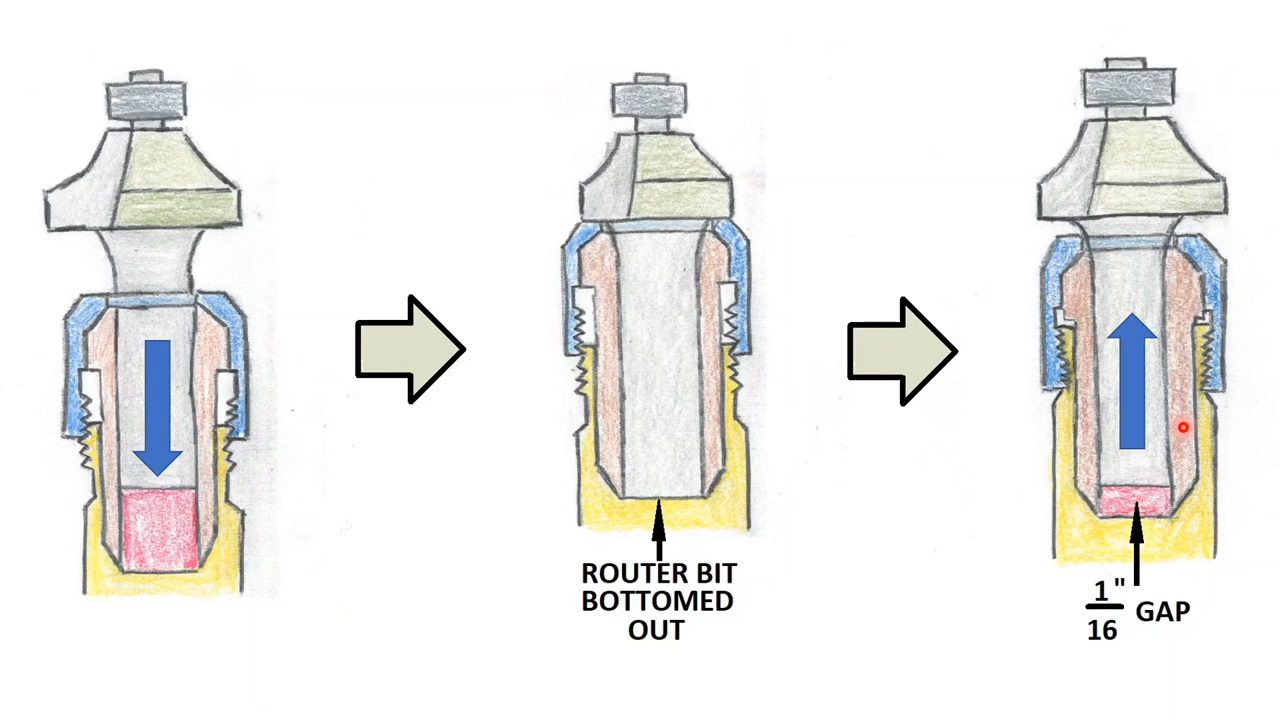 ROUTER BIT
BOTTOMED
OUT
1"
16 GAP